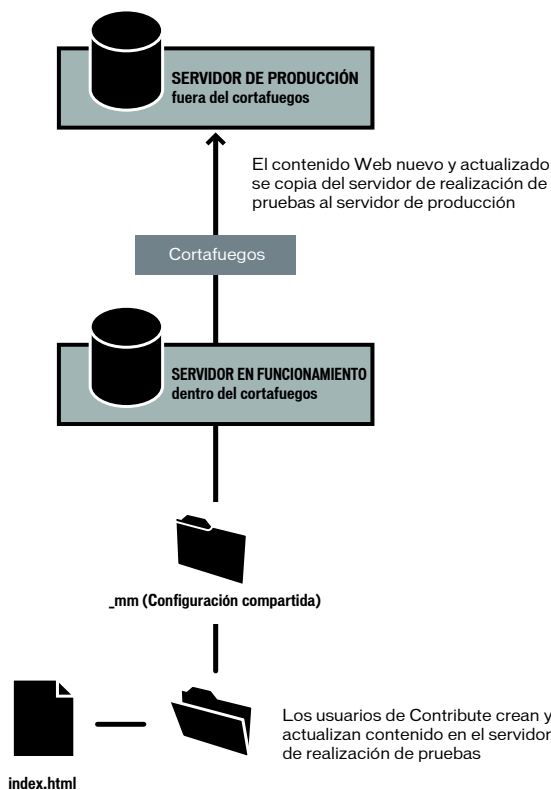 SERVIDOR DE PRODUCCIÓN
fuera del cortafuegos
El contenido Web nuevo y actualizado
se copia del servidor de realización de
pruebas al servidor de producción
Cortafuegos
SERVIDOR EN FUNCIONAMIENTO
dentro del cortafuegos
_mm (Configuración compartida)
Los usuarios de Contribute crean y
actualizan contenido en el servidor
de realización de pruebas
index.html